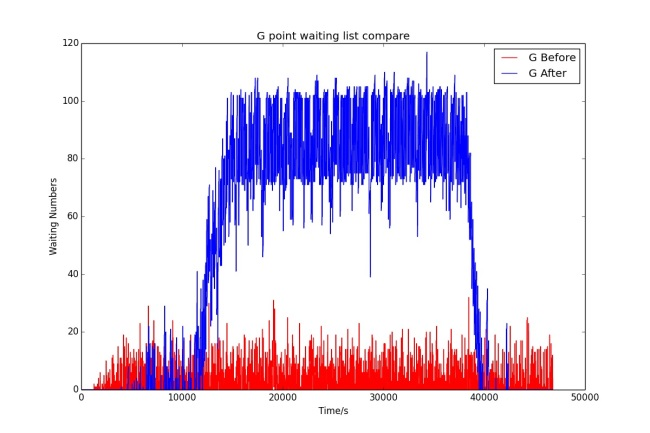 G point waiting list compare
120
100
80
60
40
20
0
Waiting Numbers
G Before
G After
0 10000 20000 30000 40000 50000
Time/s